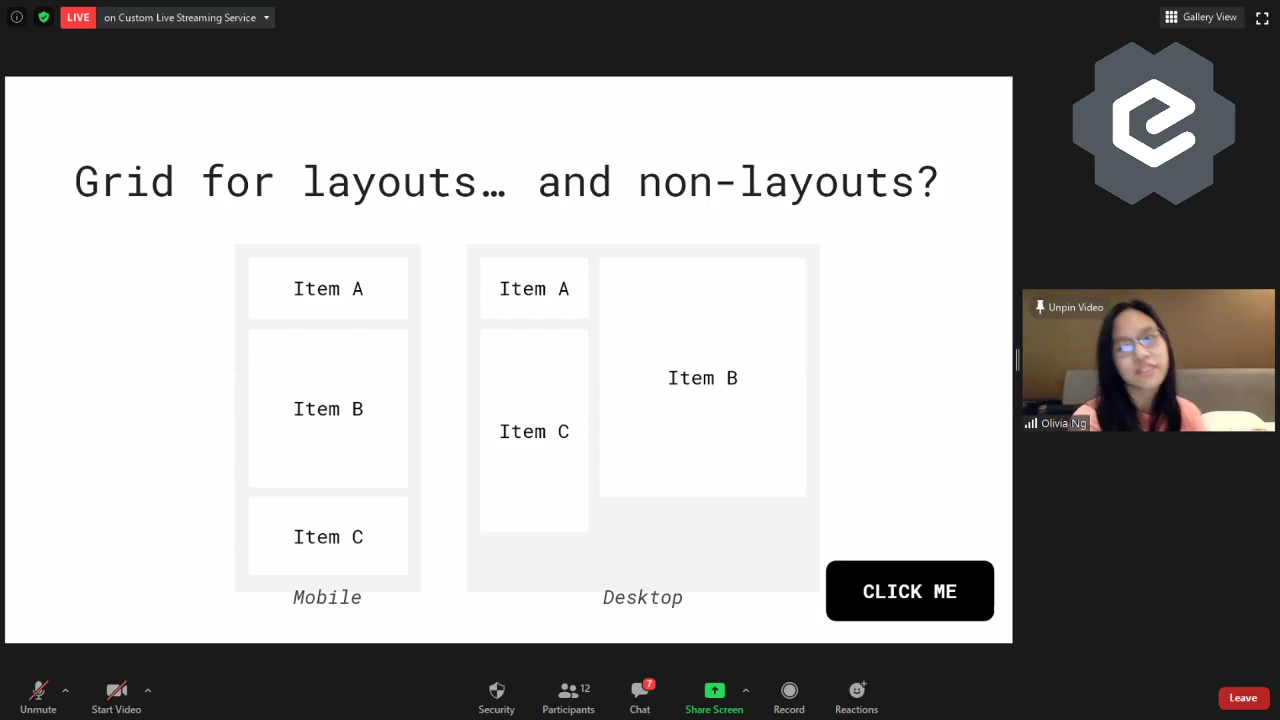 LIVE on Custom Live Streaming Service
Gallery View
Grid for layouts… and non-layouts?
Item A
Item B
Item C
Mobile
Item A
Item B
Item C
Desktop
CLICK ME
Unpin Video
Olivia Ng
Unmute
Start Video
Security
12
Participants
7
Chat
Share Screen
Record
Reactions
Leave